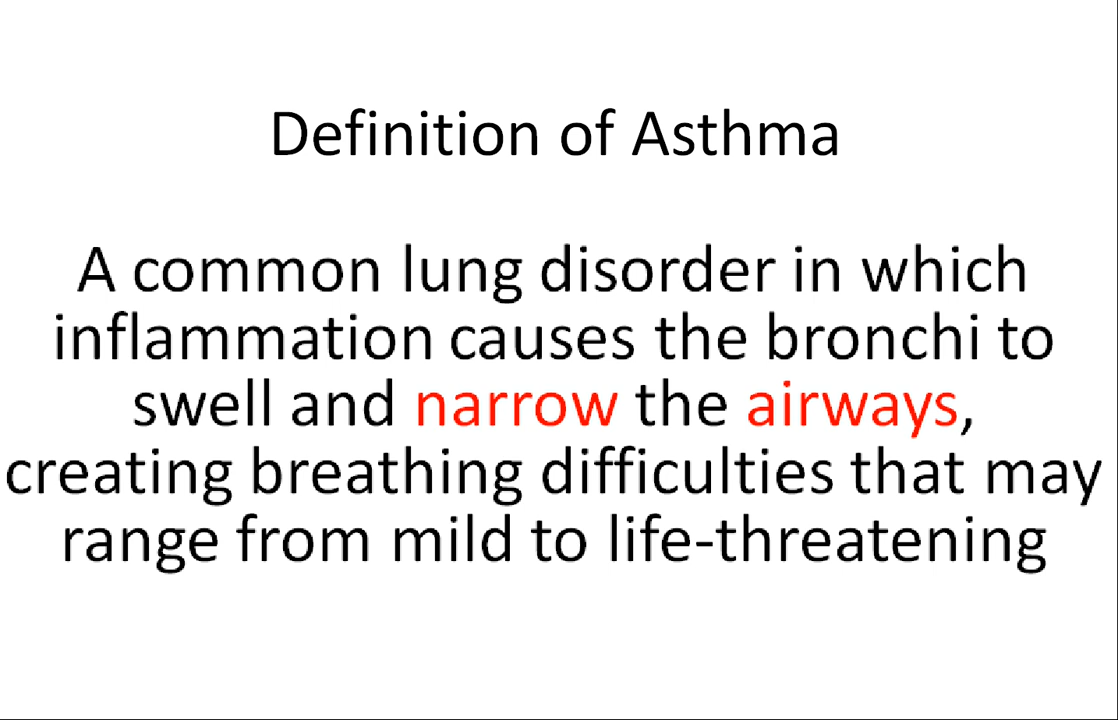 Definition of Asthma
A common lung disorder in which
inflammation causes the bronchi to
swell and narrow the airways,
creating breathing difficulties that may
range from mild to life-threatening